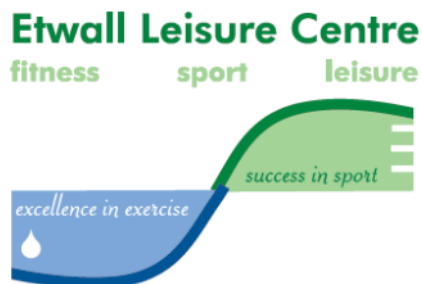 Etwall Leisure Centre
fitness sport leisure
success in sport
excellence in exercise